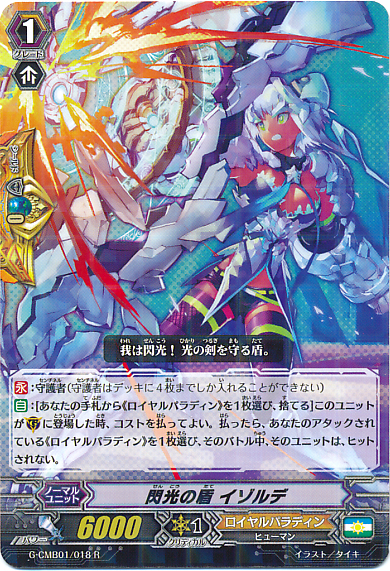 1
グレード
シールド
0
我は閃光！ 光の剣を守る盾。
永：守護者（守護者はデッキに４枚までしか入れることができない）
自：[あなたの手札から《ロイヤルパラディン》を１枚選び、捨てる]このユニット
がGに登場した時、コストを払ってよい。払ったら、あなたのアタックされ
ている《ロイヤルパラディン》を１枚選び、そのバトル中、そのユニットは、ヒット
されない。
ノーマル
ユニット
閃光の盾 イゾルデ
パワー
6000
1
クリティカル
ロイヤルパラディン
ヒューマン
G-CMB01/018 R
イラスト／タイキ